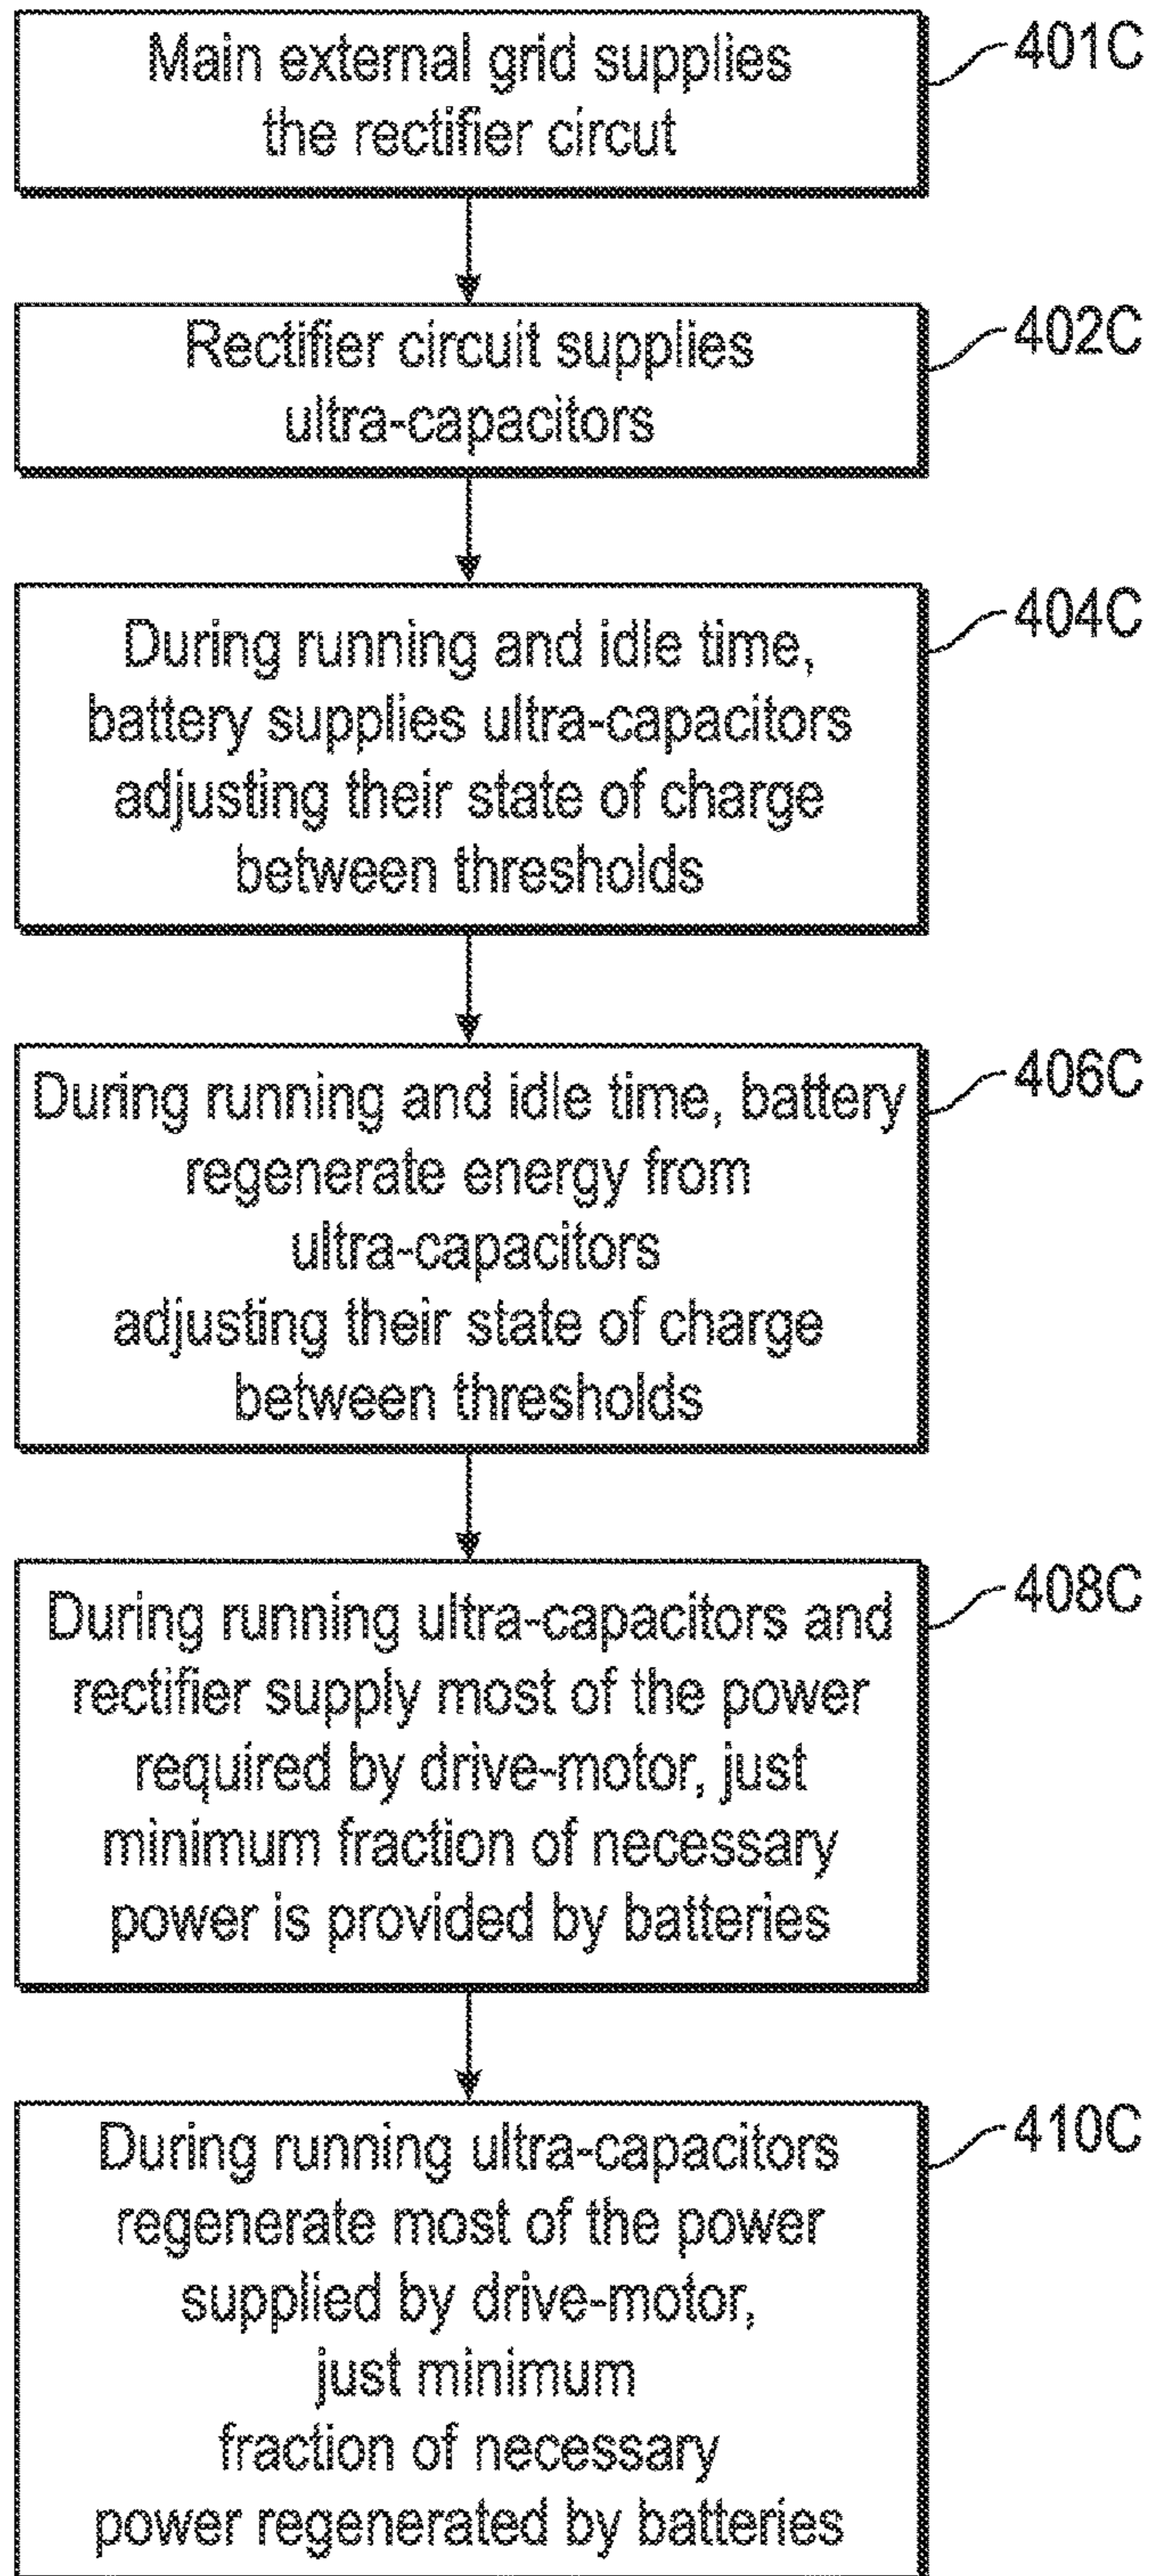 Main external grid supplies
the rectifier circut
401C
Rectifier circuit supplies
ultra-capacitors
402C
During running and idle time,
battery supplies ultra-capacitors
adjusting their state of charge
between thresholds
404C
During running and idle time, battery
regenerate energy from
ultra-capacitors
adjusting their state of charge
between thresholds
406C
During running ultra-capacitors and
rectifier supply most of the power
required by drive-motor, just
minimum fraction of necessary
power is provided by batteries
408C
During running ultra-capacitors
regenerate most of the power
supplied by drive-motor,
just minimum
fraction of necessary
power regenerated by batteries
410C